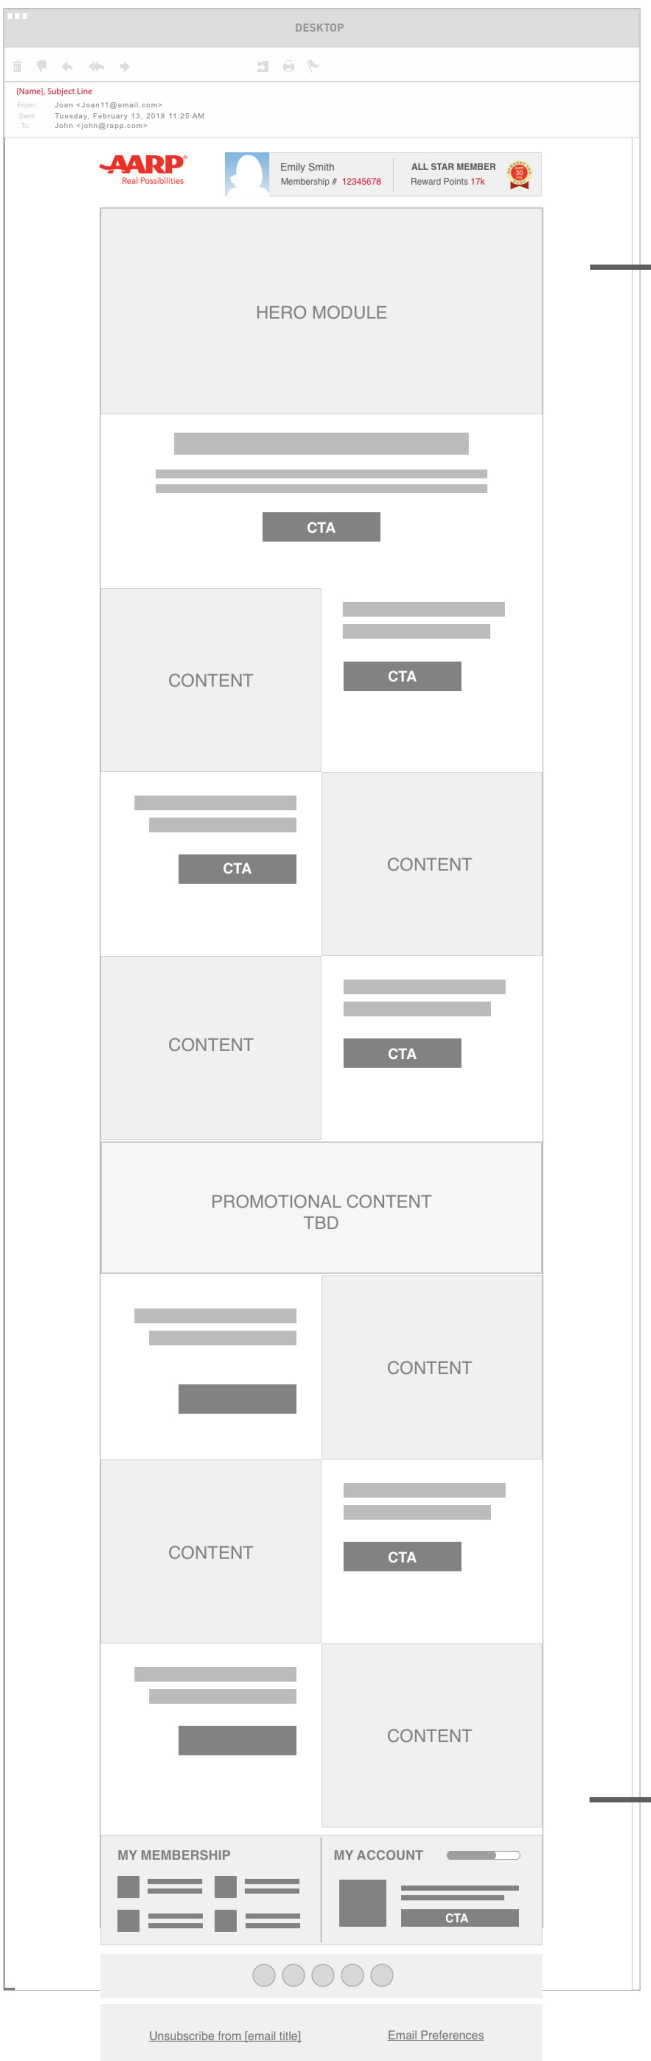 DESKTOP
[Name], Subject Line
From: Joan <Joan11@email.com>
Sent: Tuesday, February 13, 2018 11:25 AM
To: John <john@rapp.com>
AARP®
Real Possibilities
Emily Smith
Membership # 12345678
ALL STAR MEMBER
Reward Points 17k
30
HERO MODULE
CTA
CONTENT
CTA
CTA
CONTENT
CONTENT
CTA
PROMOTIONAL CONTENT
TBD
CONTENT
CONTENT
CTA
CONTENT
MY MEMBERSHIP
MY ACCOUNT
CTA
Unsubscribe from [email title]
Email Preferences